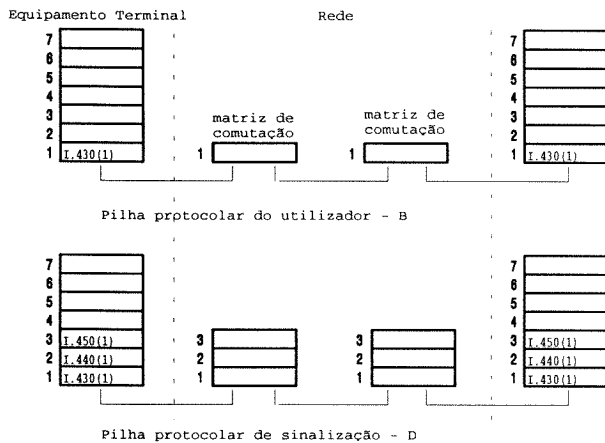 Equipamento Terminal Rede
7 7
6 6
5 5
4 4
3 matriz de matriz de 3
2 comutação comutação 2
1 I.430(1) 1 1 1 I.430(1)
Pilha protocolar do utilizador - B
7 7
6 6
5 5
4 4
3 I.450(1) 3 3 3 I.450(1)
2 I.440(1) 2 2 2 I.440(1)
1 I.430(1) 1 1 1 I.430(1)
Pilha protocolar de sinalização - D